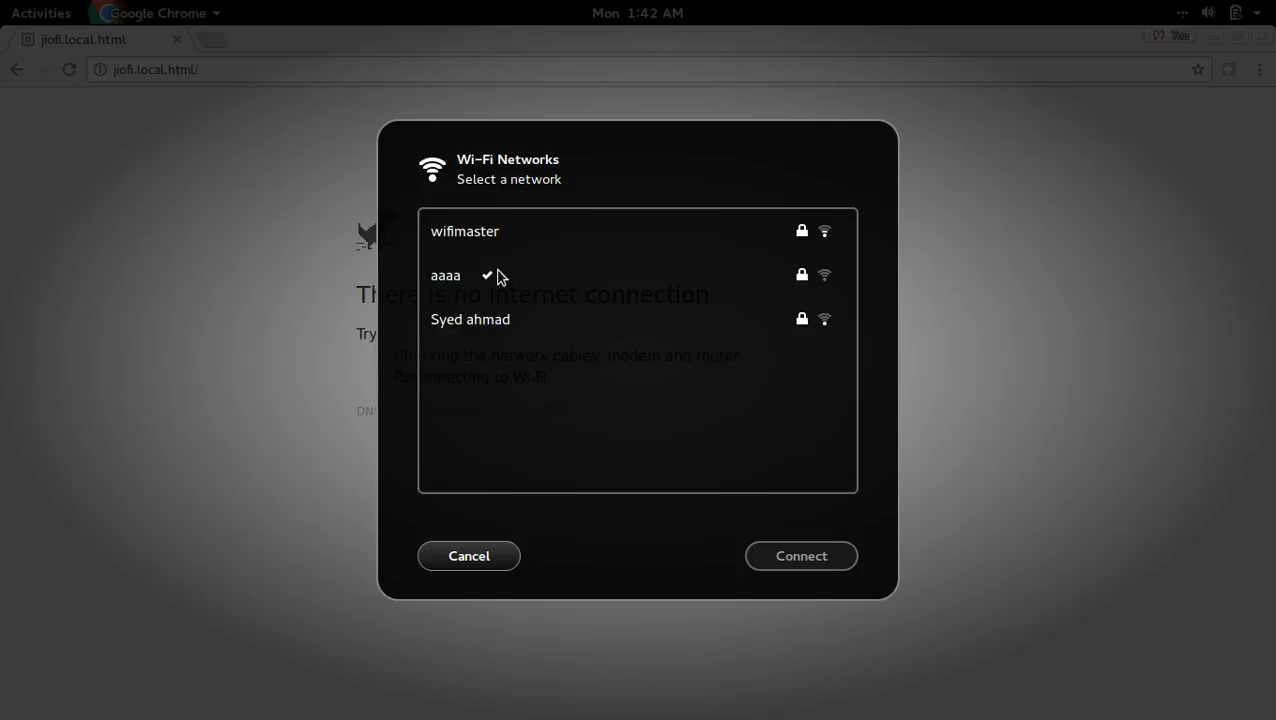 Activities Google Chrome Mon 1:42 AM
jiofi.local.html You
jiofi.local.html/
Wi-Fi Networks
Select a network
wifimaster
aaaa
There is no Internet connection
Syed ahmad
Try
Checking the network cables, modem and router
Reconnecting to Wi-Fi
Cancel Connect